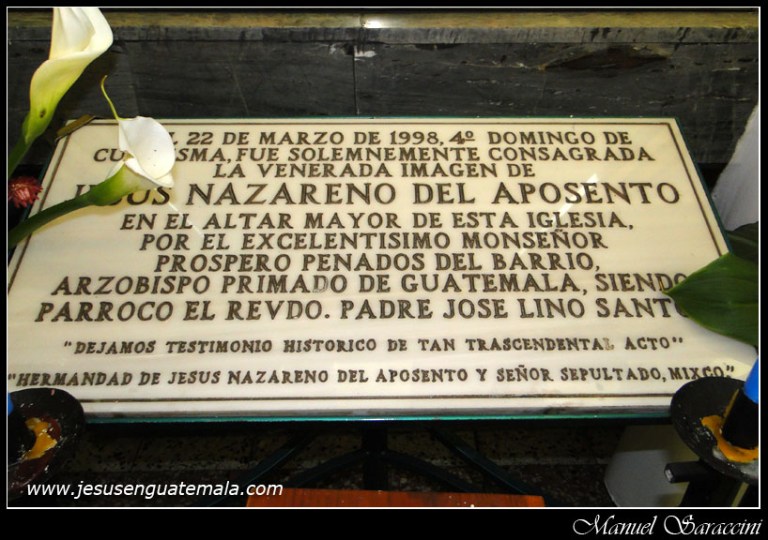 22 DE MARZO DE 1998, 4º DOMINGO DE
FUE SOLEMNEMENTE CONSAGRADA
LA VENERADA IMAGEN DE
JESUS NAZARENO DEL APOSENTO
EN EL ALTAR MAYOR DE ESTA IGLESIA,
POR EL EXCELENTISIMO MONSEÑOR
PROSPERO PENADOS DEL BARRIO,
ARZOBISPO PRIMADO DE GUATEMALA, SIENDO
PARROCO EL REVDO. PADRE JOSE LINO SANTO
"DEJAMOS TESTIMONIO HISTORICO DE TAN TRASCENDENTAL ACTO"
"HERMANDAD DE JESUS NAZARENO DEL APOSENTO Y SEÑOR SEPULTADO, MIXCO"
www.jesusenguatemala.com
Manuel Saraccini